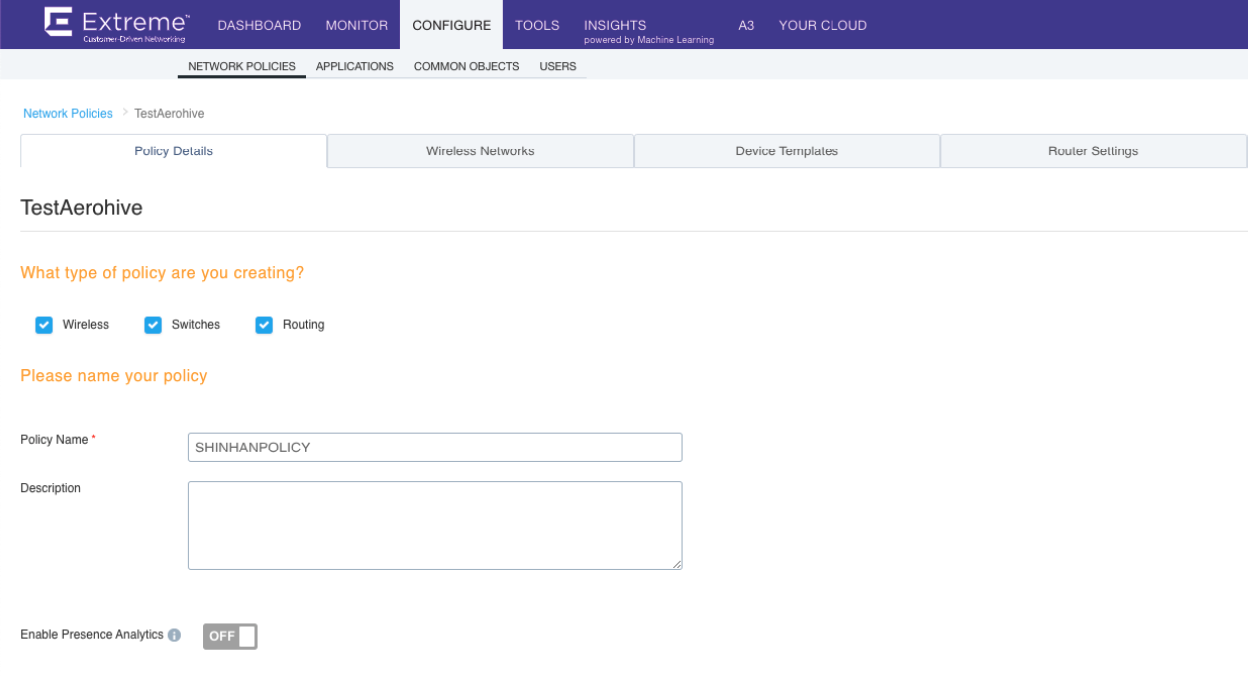 Extreme™
Customer-Driven Networking
DASHBOARD
MONITOR
CONFIGURE
TOOLS
INSIGHTS
powered by Machine Learning
A3
YOUR CLOUD
NETWORK POLICIES
APPLICATIONS
COMMON OBJECTS
USERS
Network Policies > TestAerohive
Policy Details
Wireless Networks
Device Templates
Router Settings
TestAerohive
What type of policy are you creating?
Wireless
Switches
Routing
Please name your policy
Policy Name *
SHINHANPOLICY
Description
Enable Presence Analytics
OFF